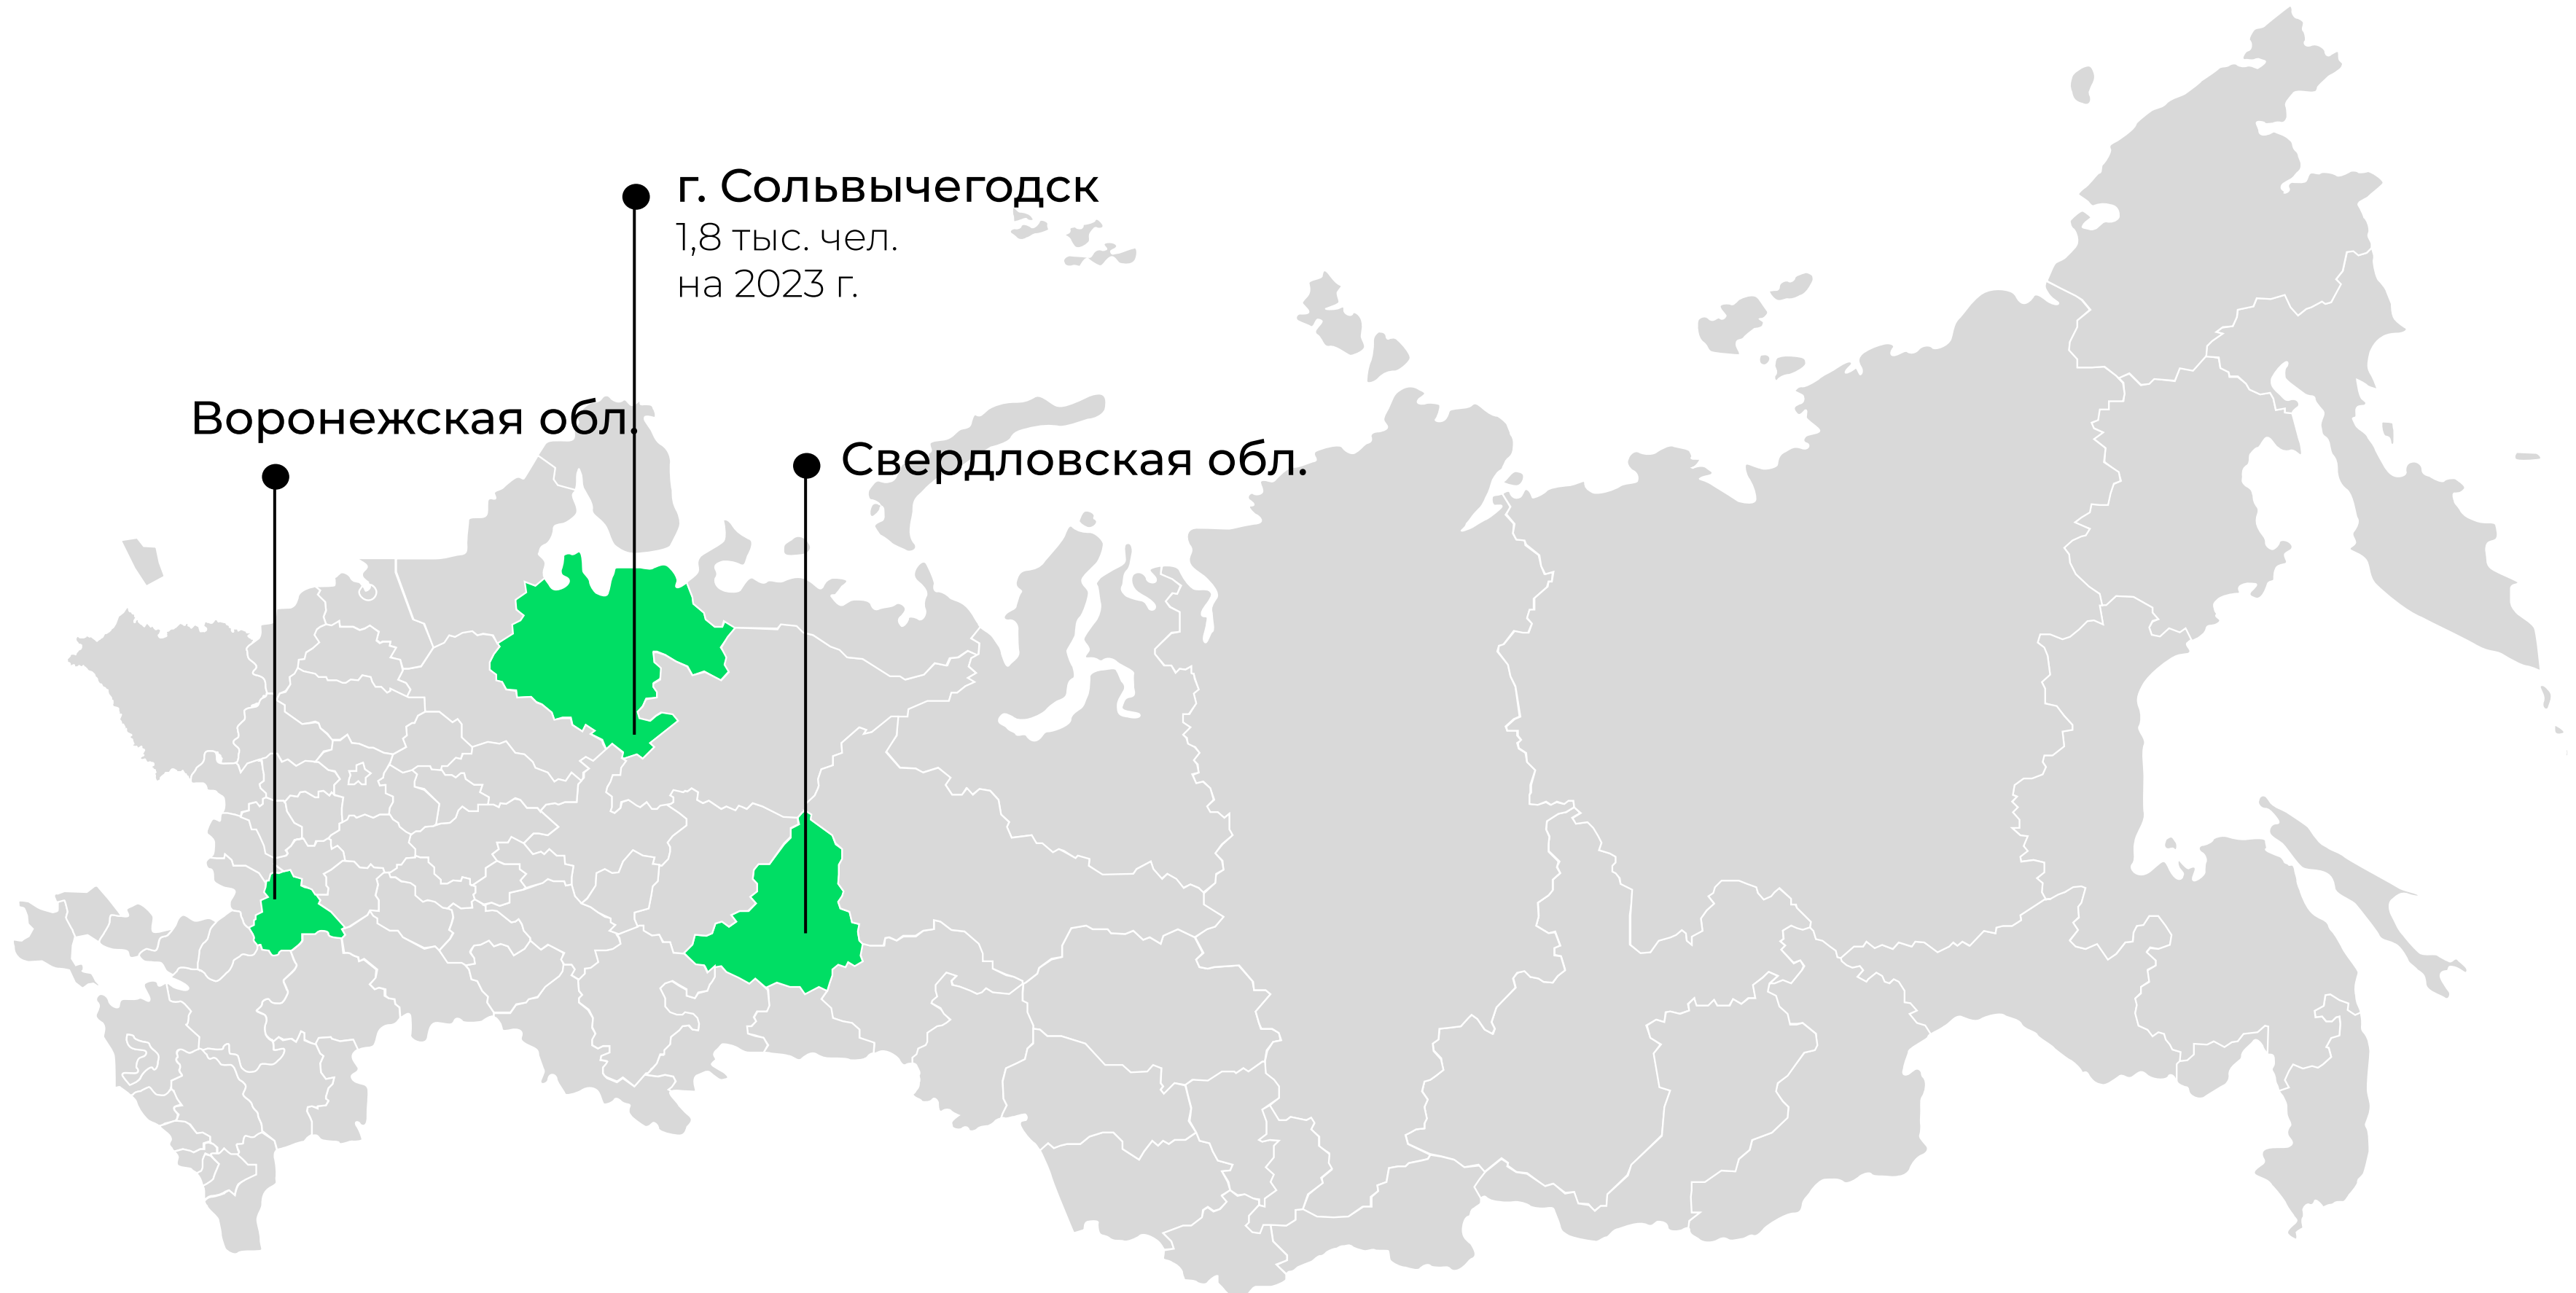 г. Сольвычегодск
1,8 тыс. чел.
на 2023 г.
Воронежская обл.
Свердловская обл.